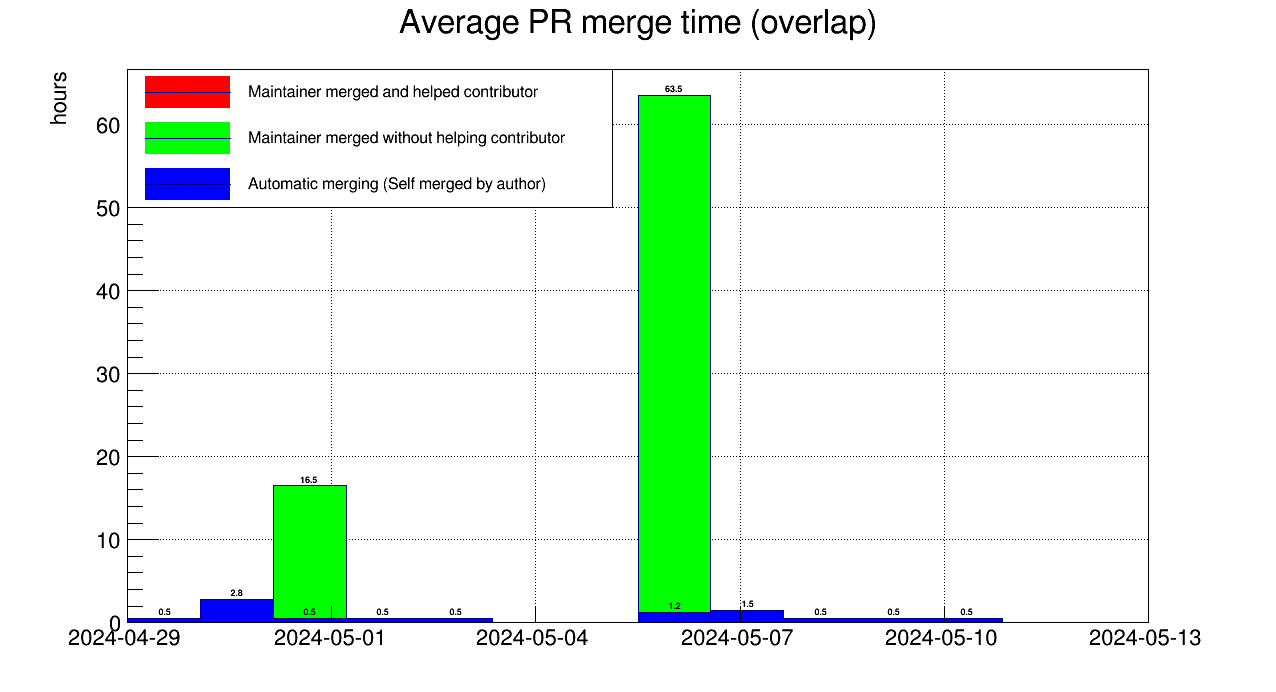 Average PR merge time (overlap)
hours
Maintainer merged and helped contributor
Maintainer merged without helping contributor
Automatic merging (Self merged by author)
63.5
60
50
40
30
20
16.5
10
2.8
1.5
1.2
0.5 0.5 0.5 0.5 0.5 0.5 0.5
0
2024-04-29 2024-05-01 2024-05-04 2024-05-07 2024-05-10 2024-05-13